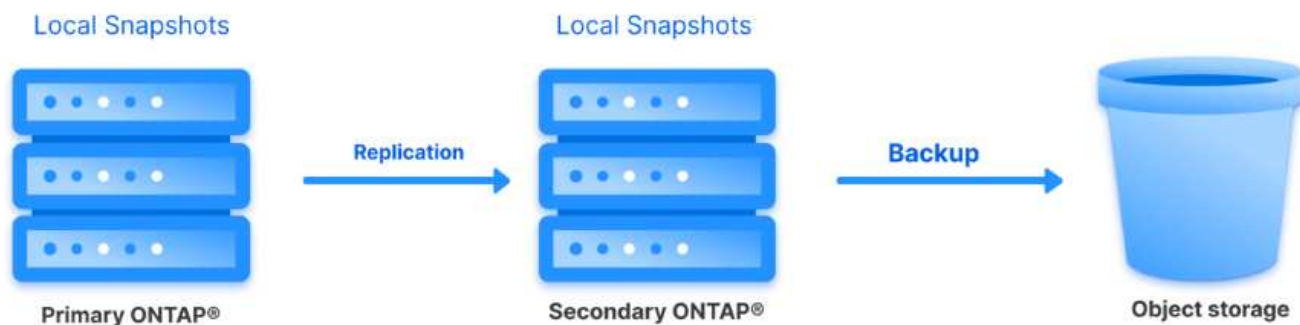 Local Snapshots
Local Snapshots
Replication
Backup
Primary ONTAP®
Secondary ONTAP®
Object storage